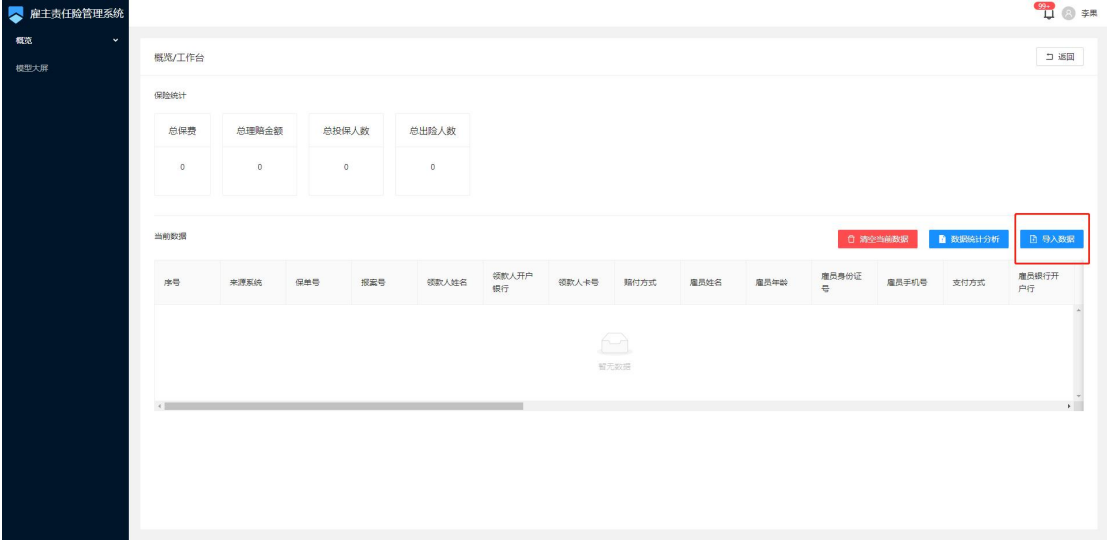 雇主责任险管理系统
99+
李果
概览
模型大屏
概览/工作台
返回
保险统计
总保费
总理赔金额
总投保人数
总出险人数
0
0
0
0
当前数据
清空当前数据
数据统计分析
导入数据
序号
来源系统
保单号
报案号
领款人姓名
领款人开户
银行
领款人卡号
赔付方式
雇员姓名
雇员年龄
雇员身份证
号
雇员手机号
支付方式
雇员银行开
户行
暂无数据